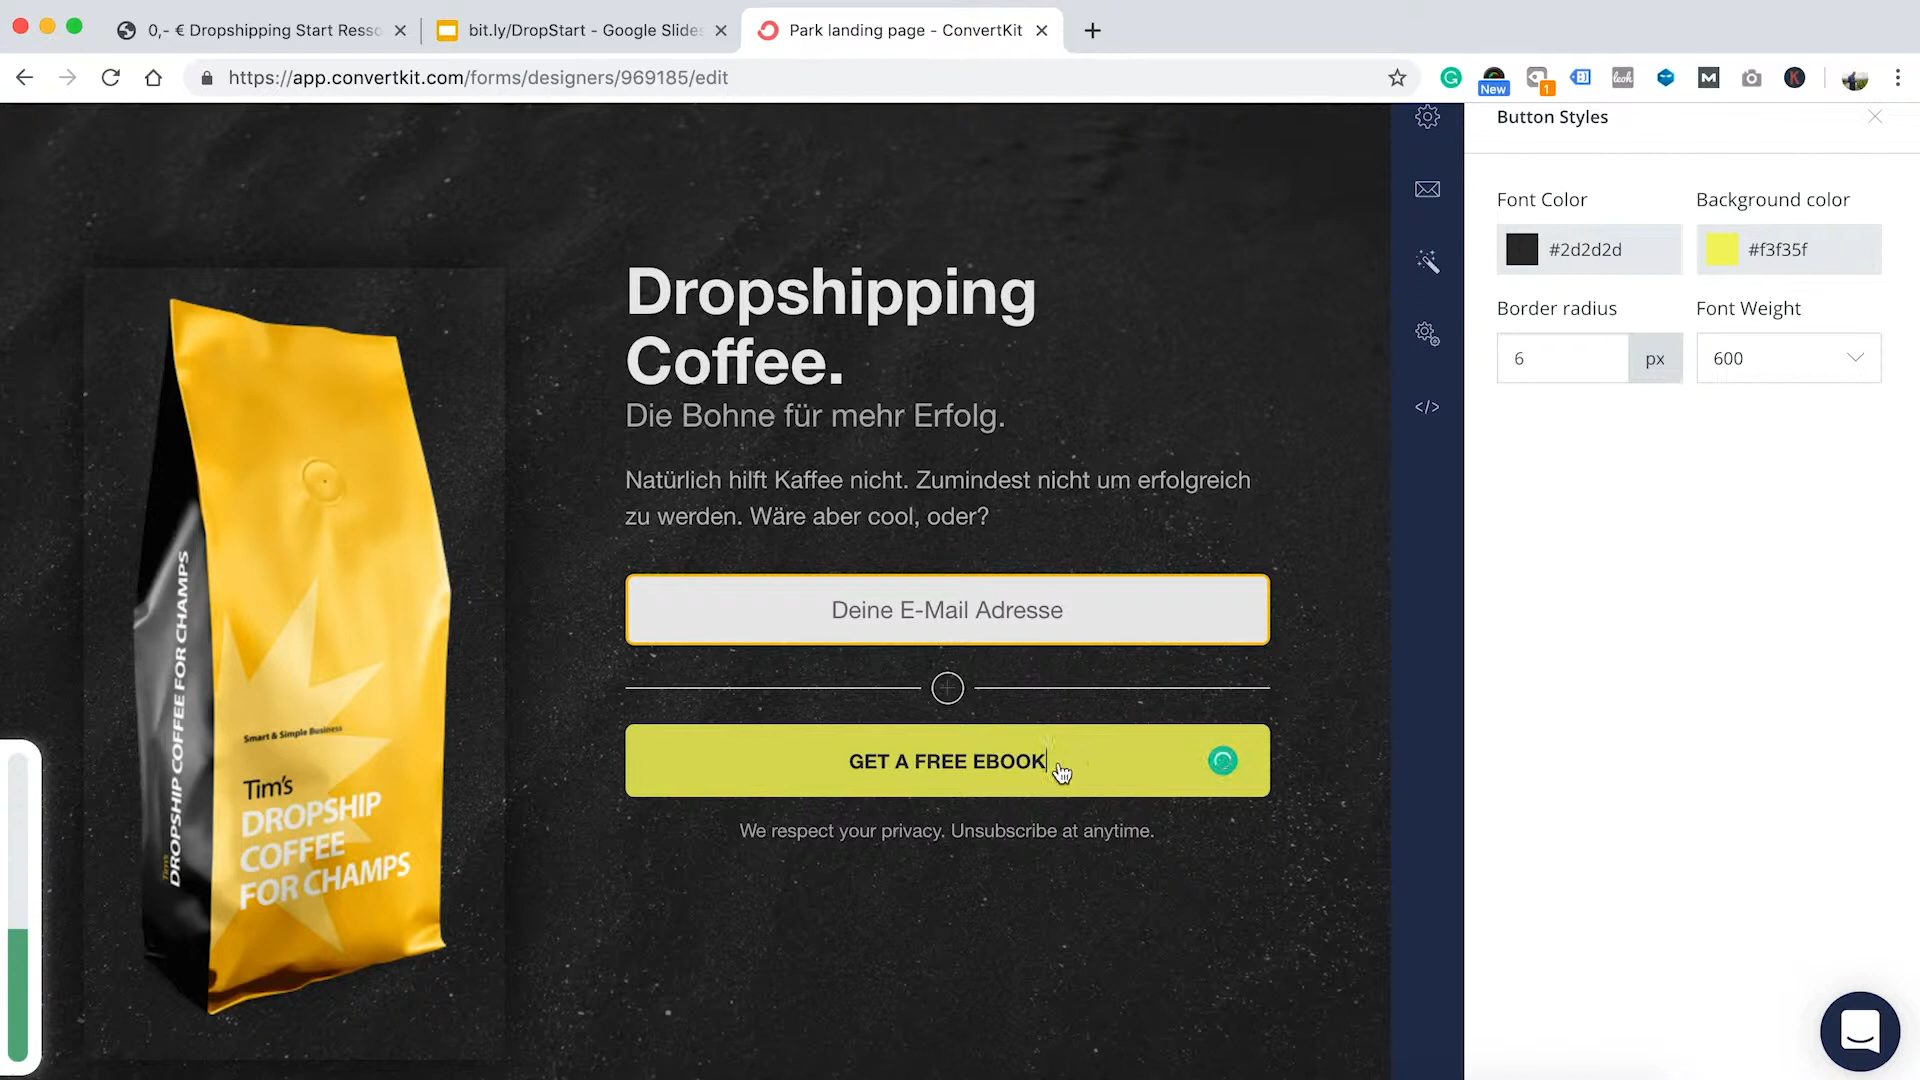 0,- € Dropshipping Start Resso
bit.ly/DropStart - Google Slides
Park landing page - ConvertKit
https://app.convertkit.com/forms/designers/969185/edit
New
1
Button Styles
Font Color
Background color
#2d2d2d
#f3f35f
Border radius
Font Weight
6
px
600
Dropshipping
Coffee.
Die Bohne für mehr Erfolg.
Natürlich hilft Kaffee nicht. Zumindest nicht um erfolgreich
zu werden. Wäre aber cool, oder?
Deine E-Mail Adresse
GET A FREE EBOOK
We respect your privacy. Unsubscribe at anytime.
Smart & Simple Business
Tim's
DROPSHIP
COFFEE
FOR CHAMPS
Tim's
DROPSHIP COFFEE FOR CHAMPS